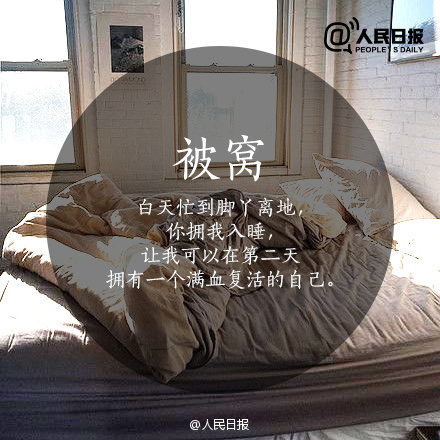 @人民日报
PEOPLE'S DAILY
被窝
白天忙到脚丫离地，
你拥我入睡，
让我可以在第二天
拥有一个满血复活的自己。
@人民日报